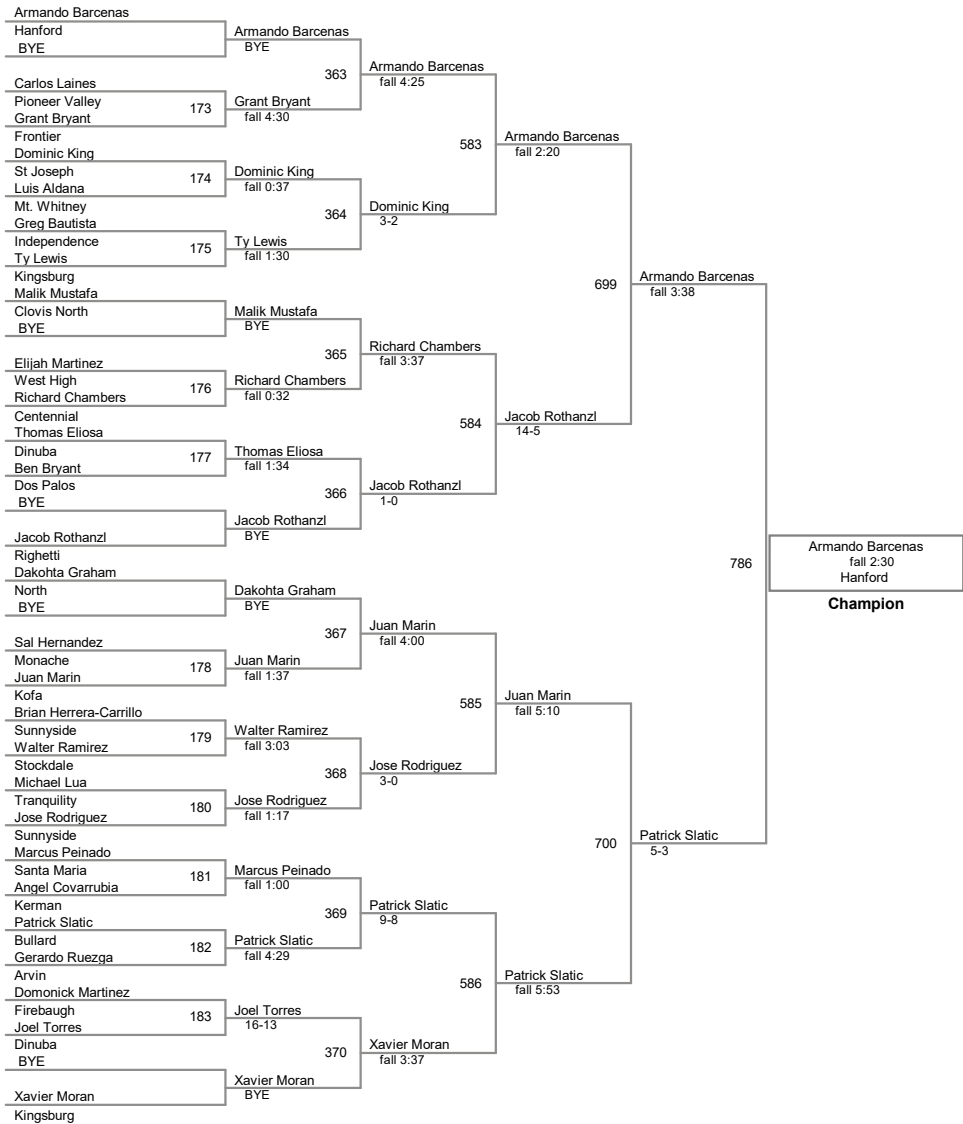 Armando Barcenas
Hanford
BYE
Carlos Laines
Pioneer Valley
Grant Bryant
Frontier
Dominic King
St Joseph
Luis Aldana
Mt. Whitney
Greg Bautista
Independence
Ty Lewis
Kingsburg
Malik Mustafa
Clovis North
BYE
Elijah Martinez
West High
Richard Chambers
Centennial
Thomas Eliosa
Dinuba
Ben Bryant
Dos Palos
BYE
Jacob Rothanzl
Righetti
Dakohta Graham
North
BYE
Sal Hernandez
Monache
Juan Marin
Kofa
Brian Herrera-Carrillo
Sunnyside
Walter Ramirez
Stockdale
Michael Lua
Tranquility
Jose Rodriguez
Sunnyside
Marcus Peinado
Santa Maria
Angel Covarrubia
Kerman
Patrick Slatic
Bullard
Gerardo Ruezga
Arvin
Domonick Martinez
Firebaugh
Joel Torres
Dinuba
BYE
Xavier Moran
Kingsburg
173
174
175
176
177
178
179
180
181
182
183
Armando Barcenas
BYE
Grant Bryant
fall 4:30
Dominic King
fall 0:37
Ty Lewis
fall 1:30
Malik Mustafa
BYE
Richard Chambers
fall 0:32
Thomas Eliosa
fall 1:34
Jacob Rothanzl
BYE
Dakohta Graham
BYE
Juan Marin
fall 1:37
Walter Ramirez
fall 3:03
Jose Rodriguez
fall 1:17
Marcus Peinado
fall 1:00
Patrick Slatic
fall 4:29
Joel Torres
16-13
Xavier Moran
BYE
363
364
365
366
367
368
369
370
Armando Barcenas
fall 4:25
Dominic King
3-2
Richard Chambers
fall 3:37
Jacob Rothanzl
1-0
Juan Marin
fall 4:00
Jose Rodriguez
3-0
Patrick Slatic
9-8
Xavier Moran
fall 3:37
583
584
585
586
Armando Barcenas
fall 2:20
Jacob Rothanzl
14-5
Juan Marin
fall 5:10
Patrick Slatic
fall 5:53
699
700
Armando Barcenas
fall 3:38
Patrick Slatic
5-3
786
Armando Barcenas
fall 2:30
Hanford
Champion